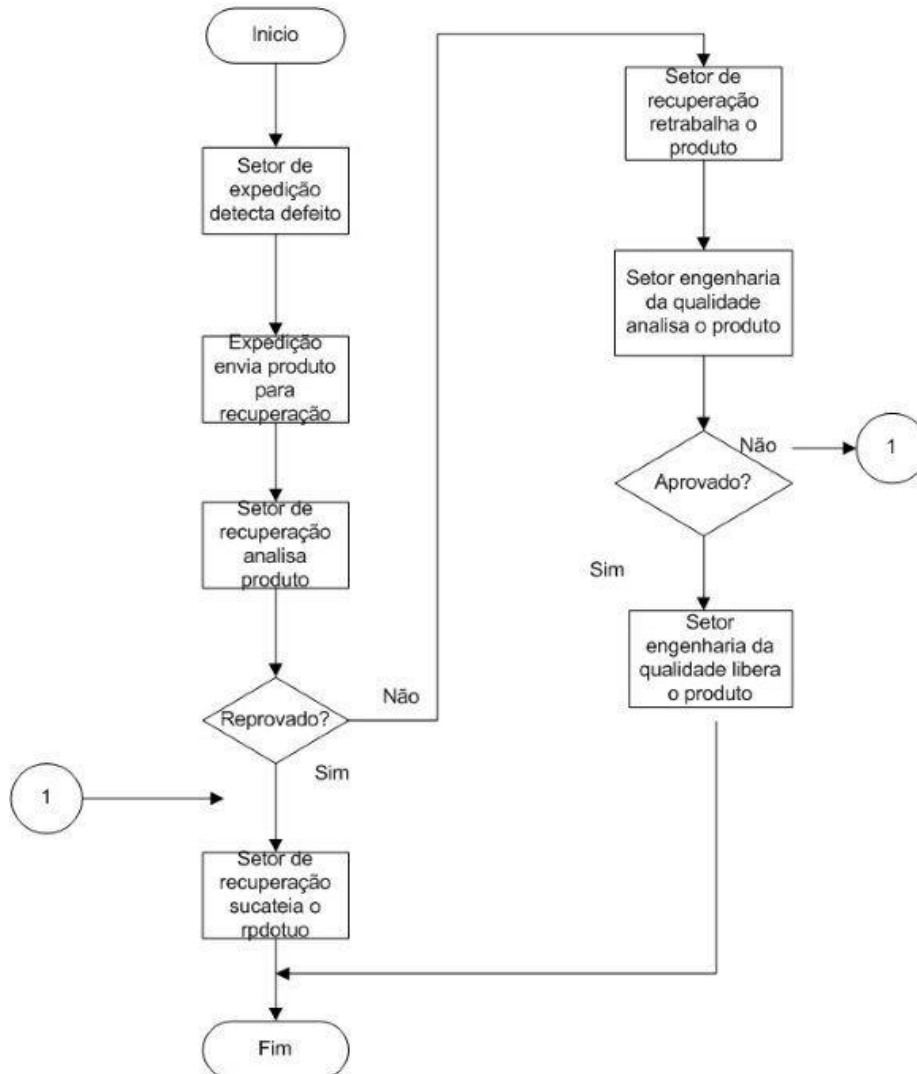 Inicio
Setor de
expedição
detecta defeito
Expedição
envia produto
para
recuperação
Setor de
recuperação
analisa
produto
Reprovado?
Não
Sim
1
Setor de
recuperação
sucateia o
rpdotuo
Fim
Setor de
recuperação
retrabalha o
produto
Setor engenharia
da qualidade
analisa o produto
Aprovado?
Não
1
Sim
Setor
engenharia da
qualidade libera
o produto